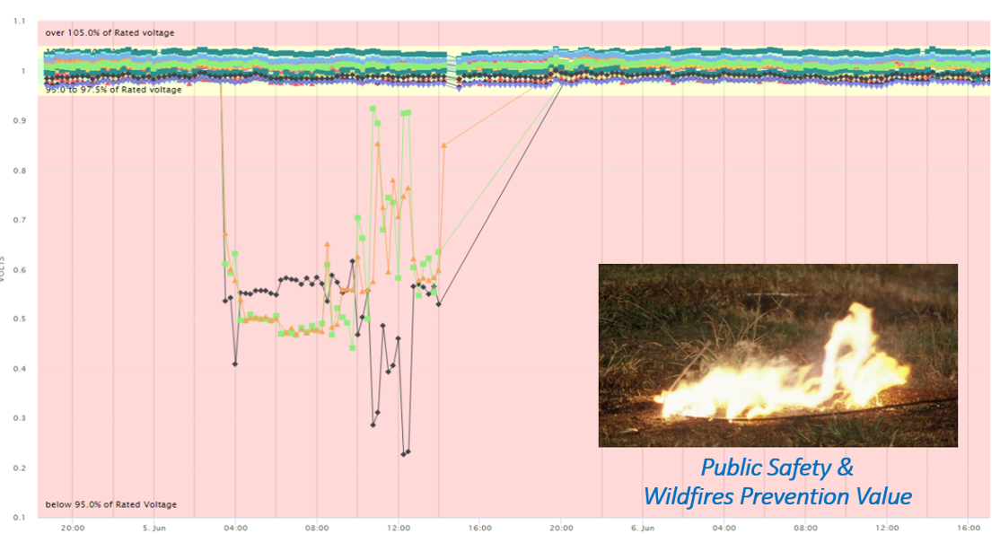 1.1
over 105.0% of Rated voltage
1
95.0 to 97.5% of Rated voltage
0.9
0.8
0.7
0.6
VOLTS
0.5
0.4
0.3
0.2
below 95.0% of Rated Voltage
0.1
Public Safety &
Wildfires Prevention Value
20:00 5. Jun 04:00 08:00 12:00 16:00 20:00 6. Jun 04:00 08:00 12:00 16:00